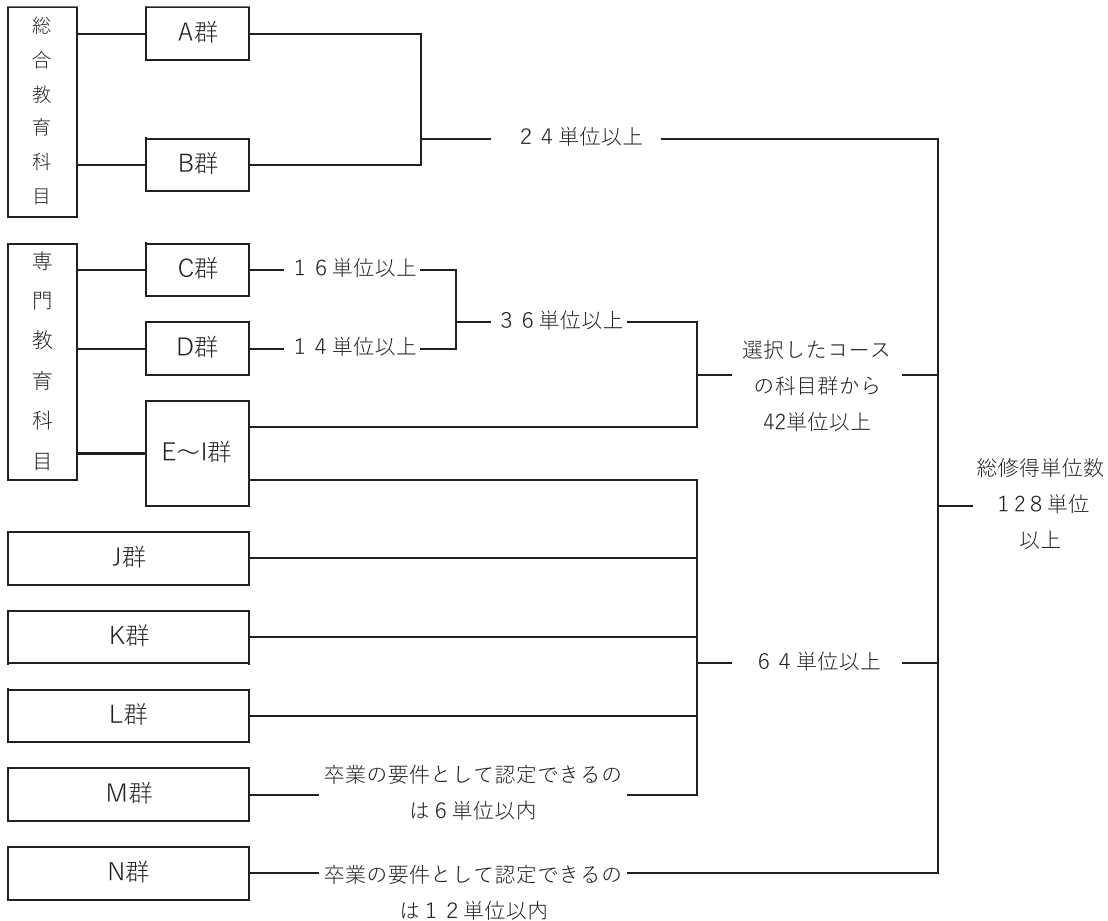 総合教育科目
A群
B群
２４単位以上
専門教育科目
C群
１６単位以上
D群
１４単位以上
３６単位以上
E～I群
選択したコース
の科目群から
42単位以上
J群
K群
L群
M群
卒業の要件として認定できるの
は６単位以内
６４単位以上
N群
卒業の要件として認定できるの
は１２単位以内
総修得単位数
１２８単位
以上